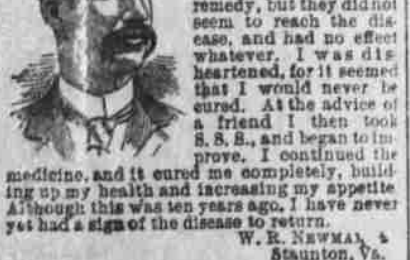 remedy, but they did not
seem to reach the dis-
ease, and had no effect
whatever. I was dis-
heartened, for it seemed
that I would never be
cured. At the advice of
a friend I then took
S. S. S., and began to im-
prove. I continued the
medicine, and it cured me completely, build-
ing up my health and increasing my appetite
Although this was ten years ago, I have never
yet had a sign of the disease to return.
W. R. NEWMAN,
Staunton, Va.